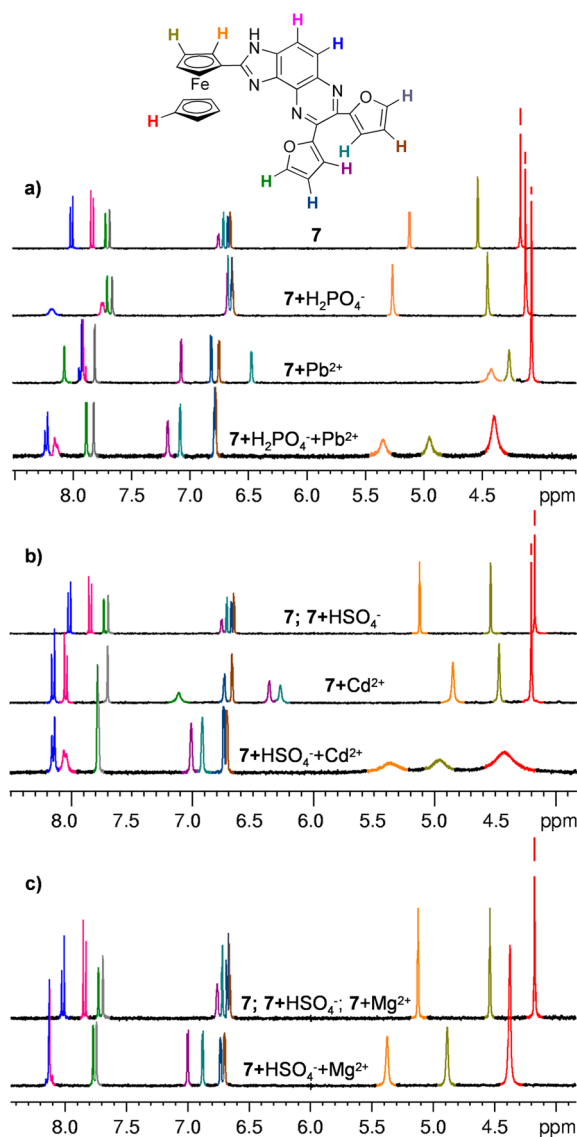 H H H H
NH
Fe
N
N
O H
H
N
O
H H
H H
H
a)
7
7+H₂PO₄⁻
7+Pb²⁺
7+H₂PO₄⁻+Pb²⁺
8.0 7.5 7.0 6.5 6.0 5.5 5.0 4.5 ppm
b)
7; 7+HSO₄⁻
7+Cd²⁺
7+HSO₄⁻+Cd²⁺
8.0 7.5 7.0 6.5 6.0 5.5 5.0 4.5 ppm
c)
7; 7+HSO₄⁻; 7+Mg²⁺
7+HSO₄⁻+Mg²⁺
8.0 7.5 7.0 6.5 6.0 5.5 5.0 4.5 ppm